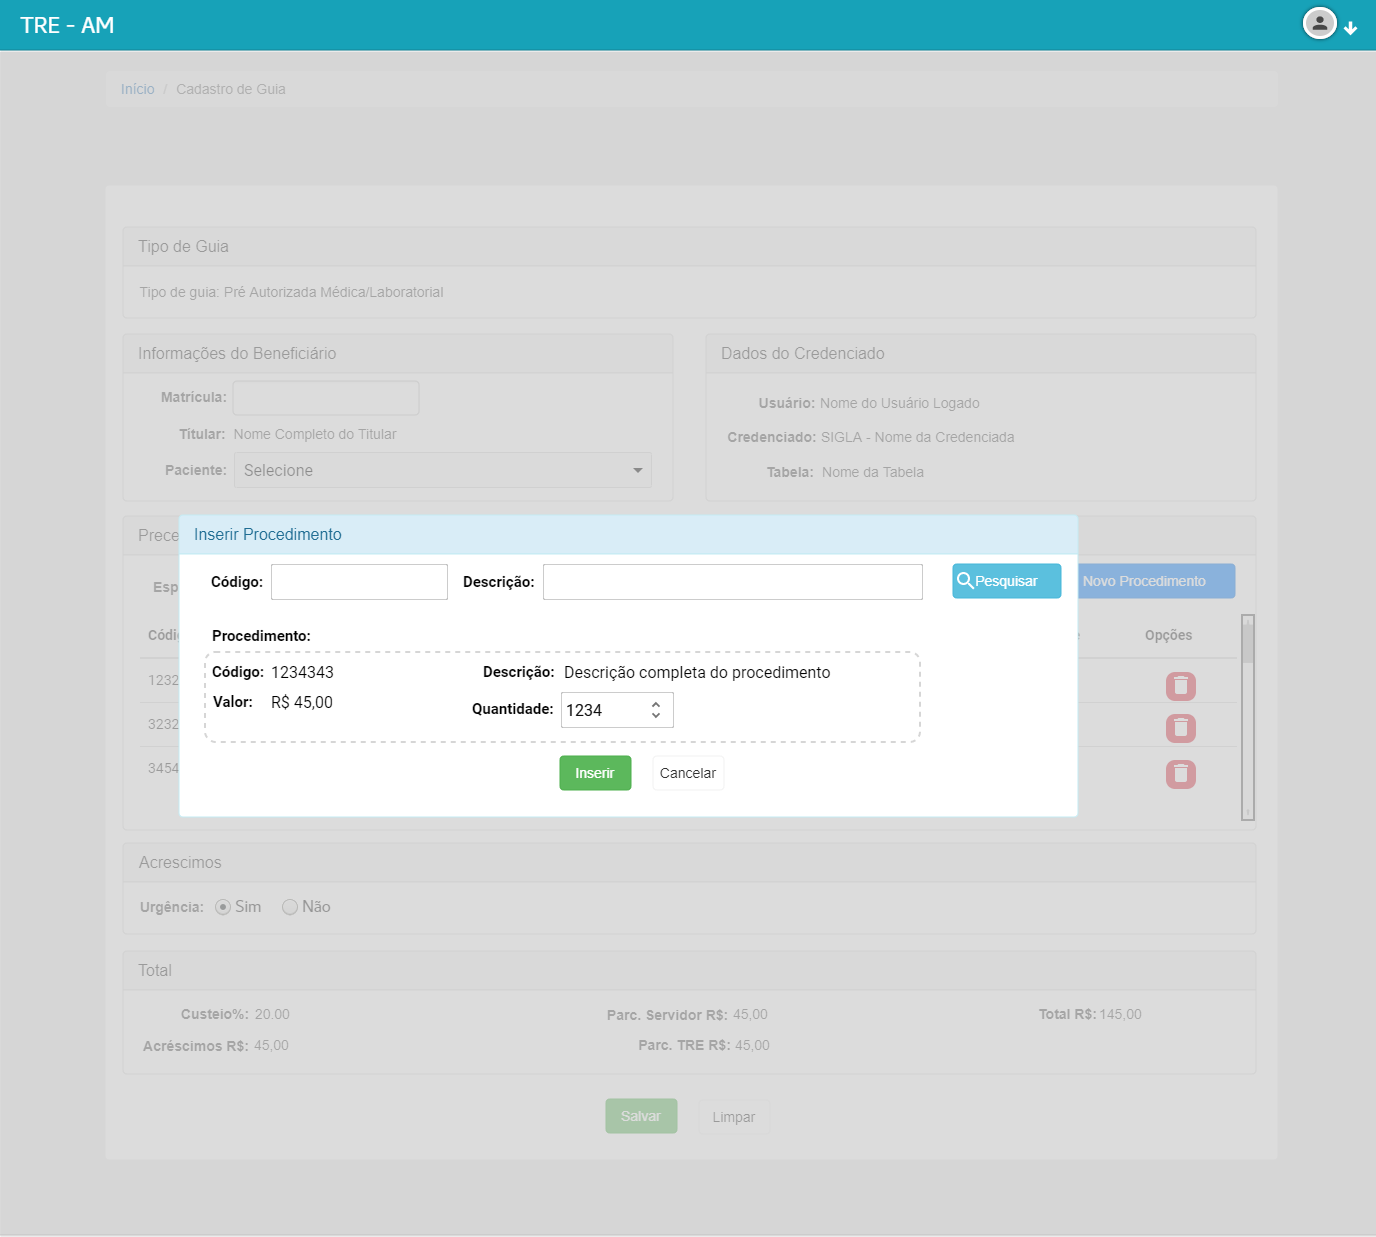 TRE - AM
Início / Cadastro de Guia
Tipo de Guia
Tipo de guia: Pré Autorizada Médica/Laboratorial
Informações do Beneficiário
Dados do Credenciado
Matrícula:
Usuário: Nome do Usuário Logado
Títular: Nome Completo do Titular
Credenciado: SIGLA - Nome da Credenciada
Paciente: Selecione
Tabela: Nome da Tabela
Prece
Inserir Procedimento
Esp
Código:
Descrição:
Pesquisar
Novo Procedimento
Procedimento:
Códi
e
Opções
Código: 1234343
Descrição: Descrição completa do procedimento
1232
Valor: R$ 45,00
Quantidade: 1234
3232
3454
Inserir
Cancelar
Acrescimos
Urgência: Sim Não
Total
Custeio%: 20.00
Parc. Servidor R$: 45,00
Total R$: 145,00
Acréscimos R$: 45,00
Parc. TRE R$: 45,00
Salvar
Limpar